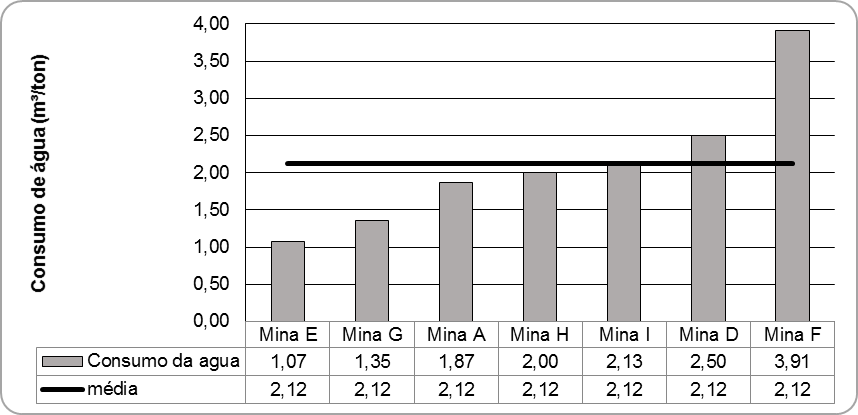 Consumo de água (m³/ton)
4,00
3,50
3,00
2,50
2,00
1,50
1,00
0,50
0,00
Mina E Mina G Mina A Mina H Mina I Mina D Mina F
Consumo da agua 1,07 1,35 1,87 2,00 2,13 2,50 3,91
média 2,12 2,12 2,12 2,12 2,12 2,12 2,12